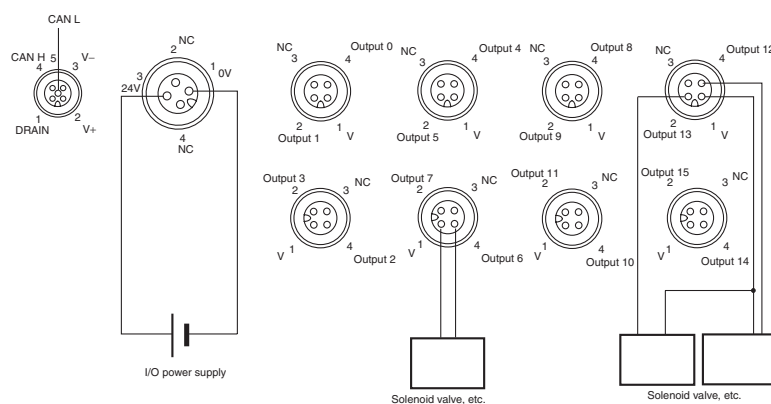 CAN L
CAN H 5 V–
4 3
1 2
DRAIN V+
NC
2
3 1
24V 0V
4
NC
I/O power supply
NC Output 0
3 4
2 1
Output 1 V
NC Output 4
3 4
2 1
Output 5 V
NC Output 8
3 4
2 1
Output 9 V
NC Output 12
3 4
2 1
Output 13 V
Output 3 NC
2 3
1 4
V Output 2
Output 7 NC
2 3
1 4
V Output 6
Output 11 NC
2 3
1 4
V Output 10
Output 15 NC
2 3
1 4
V Output 14
Solenoid valve, etc.
Solenoid valve, etc.